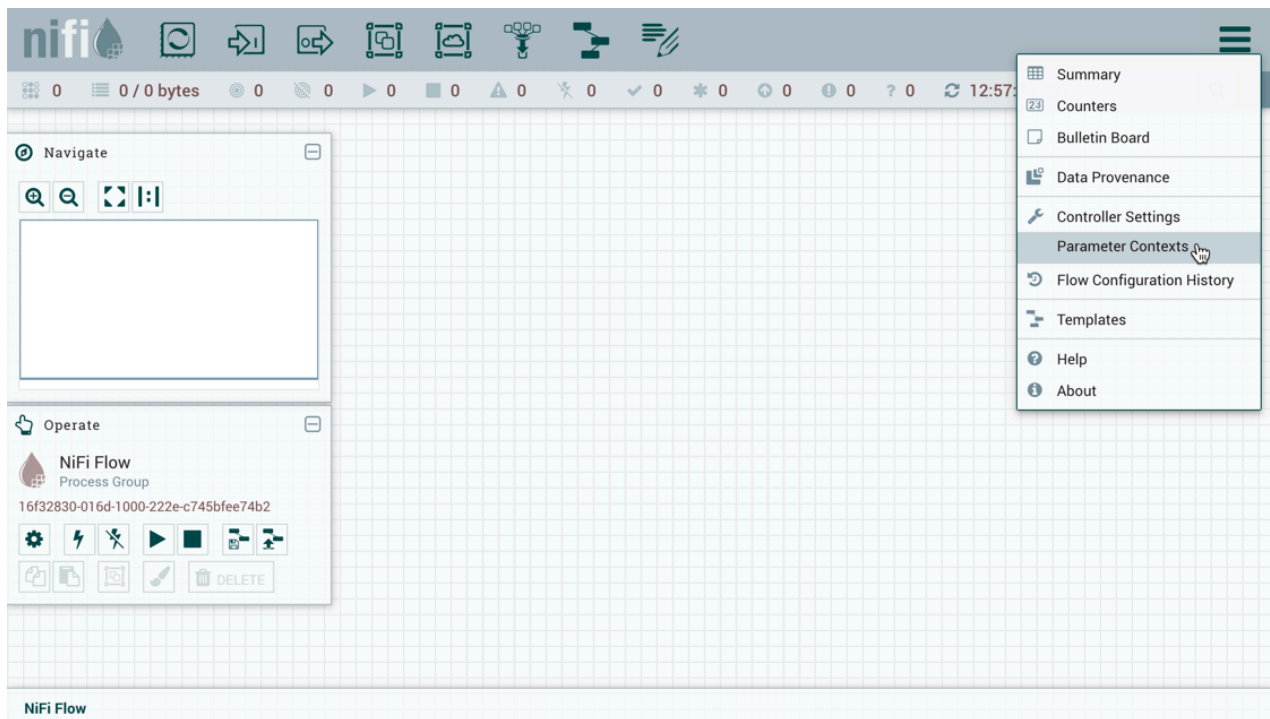 nifi
0 0 / 0 bytes 0 0 0 0 0 0 0 0 0 0 0 12:57:
Summary
23 Counters
Bulletin Board
Data Provenance
Controller Settings
Parameter Contexts
Flow Configuration History
Templates
Help
About
Navigate
Operate
NiFi Flow
Process Group
16f32830-016d-1000-222e-c745bfee74b2
DELETE
NiFi Flow